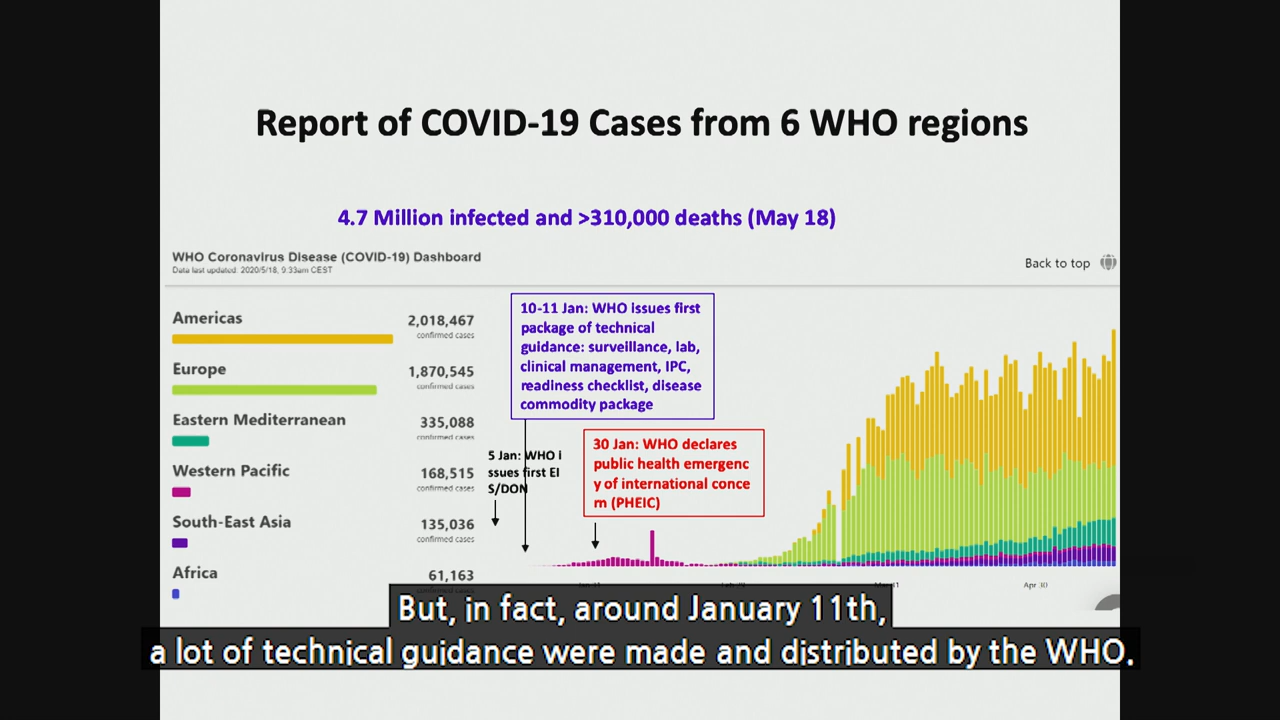 Report of COVID-19 Cases from 6 WHO regions
4.7 Million infected and >310,000 deaths (May 18)
WHO Coronavirus Disease (COVID-19) Dashboard
Data last updated: 2020/5/18, 9:33am CEST
Back to top
Americas
2,018,467
confirmed cases
Europe
1,870,545
confirmed cases
Eastern Mediterranean
335,088
confirmed cases
Western Pacific
168,515
confirmed cases
South-East Asia
135,036
confirmed cases
Africa
61,163
10-11 Jan: WHO issues first
package of technical
guidance: surveillance, lab,
clinical management, IPC,
readiness checklist, disease
commodity package
5 Jan: WHO i
ssues first EI
S/DON
30 Jan: WHO declares
public health emergenc
y of international conce
rn (PHEIC)
Apr 30
But, in fact, around January 11th,
a lot of technical guidance were made and distributed by the WHO.